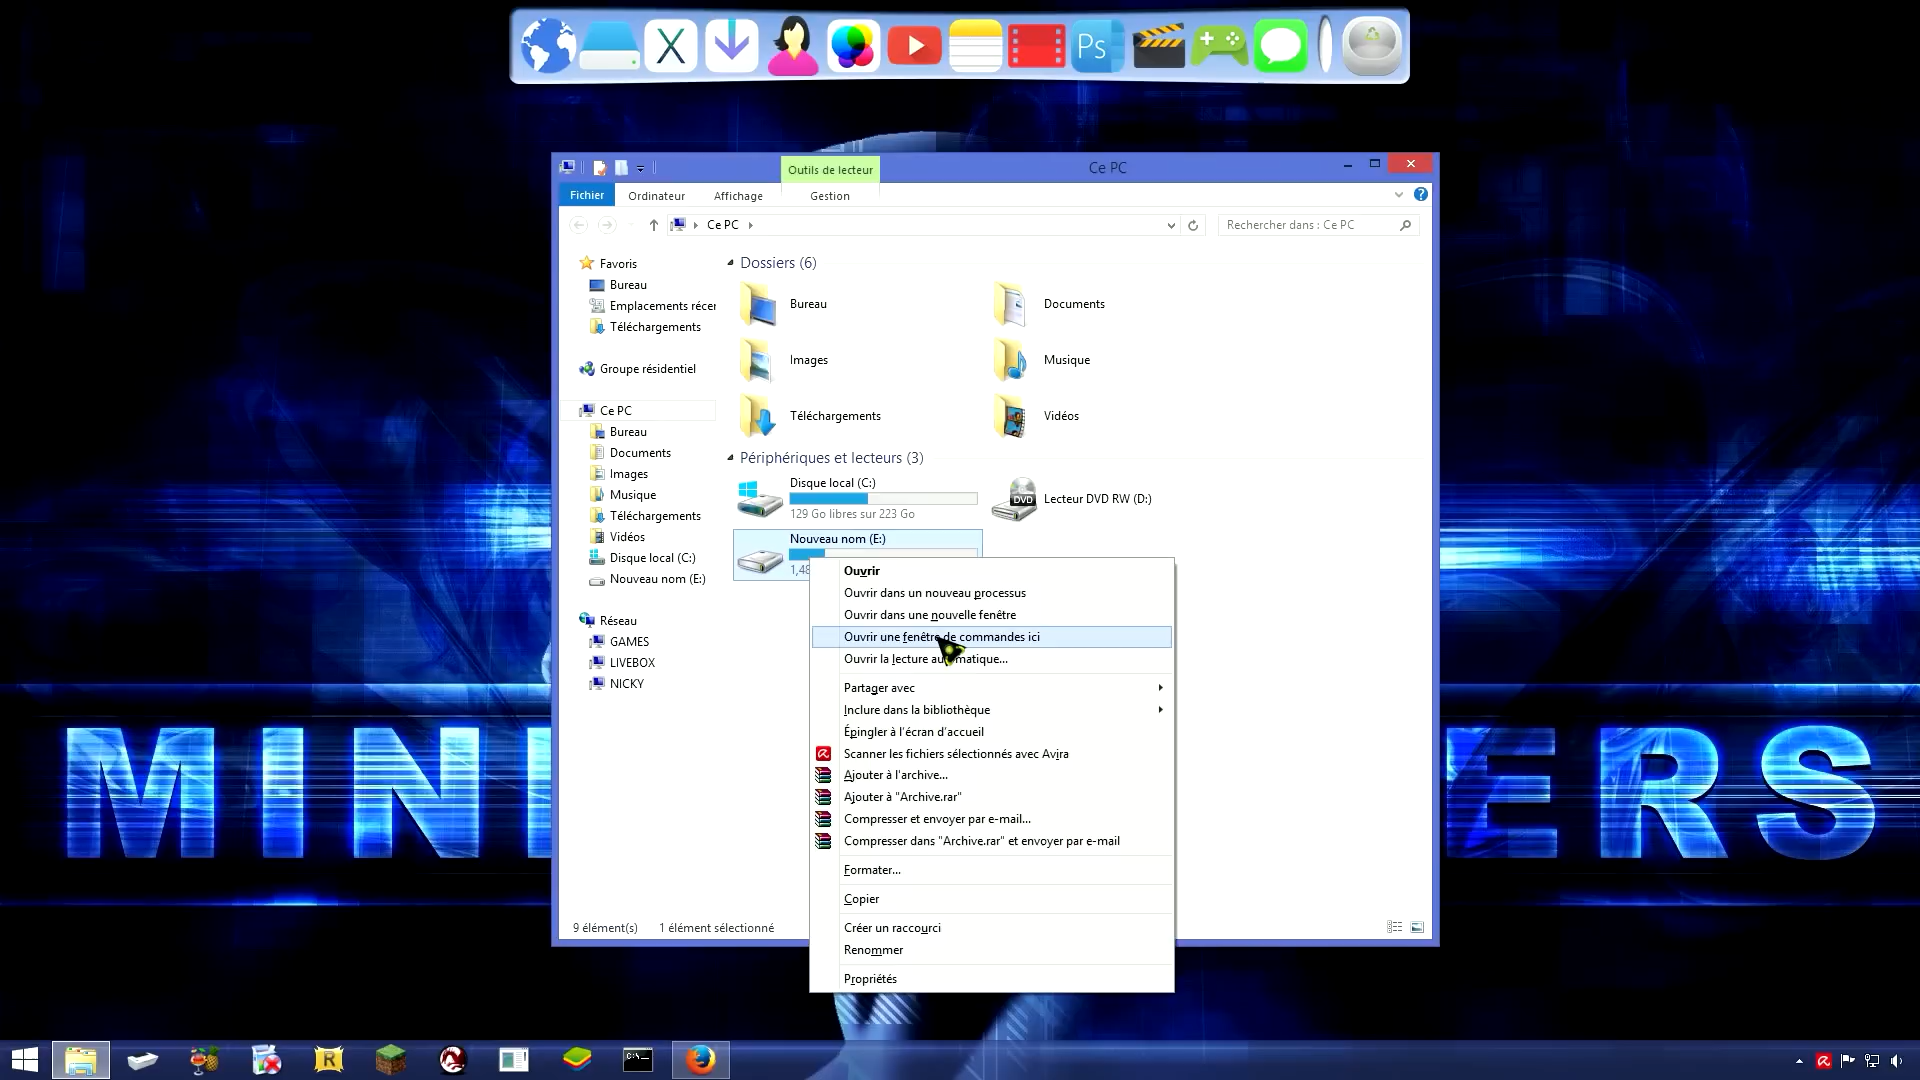 Ps
Outils de lecteur
Ce PC
Fichier
Ordinateur
Affichage
Gestion
?
Ce PC
Rechercher dans : Ce PC
Favoris
Bureau
Emplacements récer
Téléchargements
Groupe résidentiel
Ce PC
Bureau
Documents
Images
Musique
Téléchargements
Vidéos
Disque local (C:)
Nouveau nom (E:)
Réseau
GAMES
LIVEBOX
NICKY
Dossiers (6)
Bureau
Documents
Images
Musique
Téléchargements
Vidéos
Périphériques et lecteurs (3)
Disque local (C:)
129 Go libres sur 223 Go
DVD
Lecteur DVD RW (D:)
Nouveau nom (E:)
1,48
Ouvrir
Ouvrir dans un nouveau processus
Ouvrir dans une nouvelle fenêtre
Ouvrir une fenêtre de commandes ici
Ouvrir la lecture automatique...
Partager avec
Inclure dans la bibliothèque
Épingler à l'écran d'accueil
Scanner les fichiers sélectionnés avec Avira
Ajouter à l'archive...
Ajouter à "Archive.rar"
Compresser et envoyer par e-mail...
Compresser dans "Archive.rar" et envoyer par e-mail
Formater...
Copier
Créer un raccourci
Renommer
Propriétés
9 élément(s)
1 élément sélectionné
MIN
ERS
R
C:\_